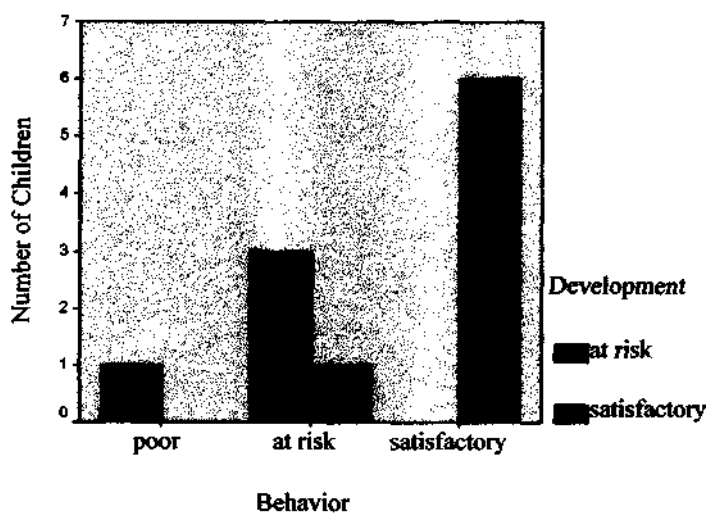 7
6
5
4
3
2
1
0
Number of Children
poor
at risk
satisfactory
Behavior
Development
at risk
satisfactory